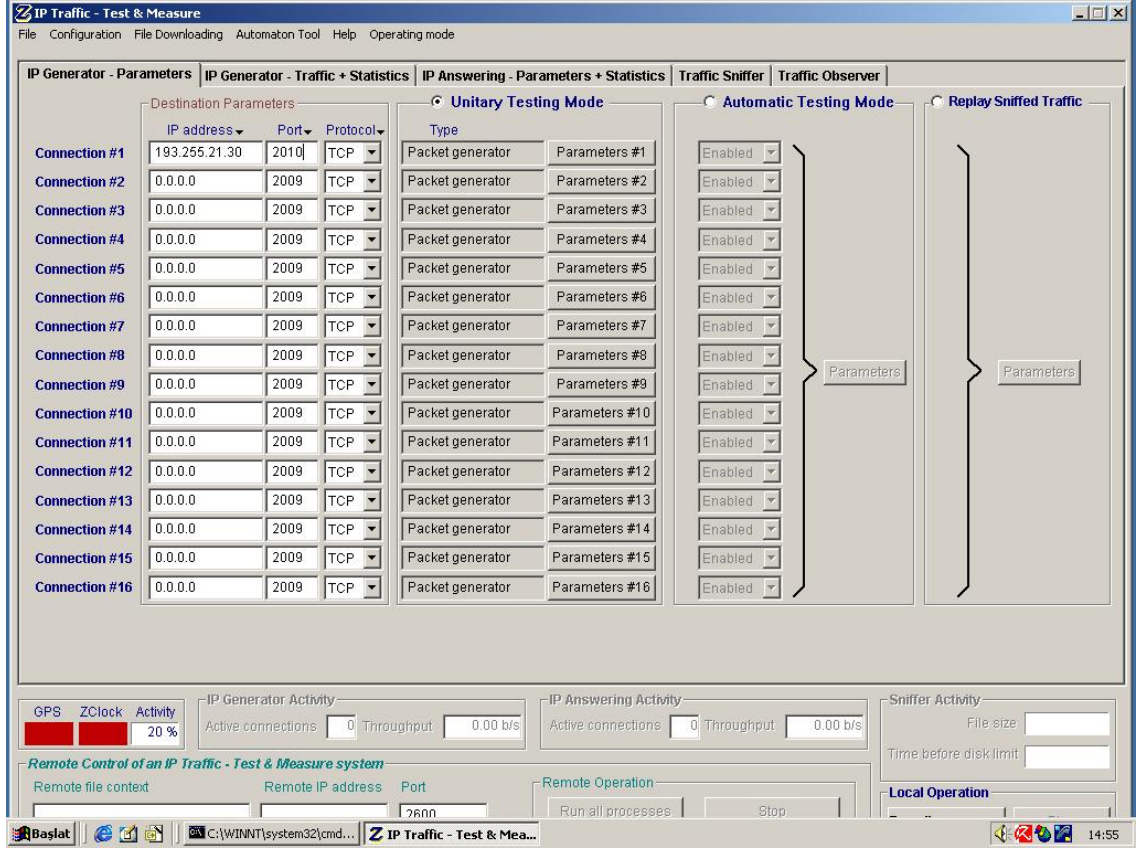 IP Traffic - Test & Measure
File Configuration File Downloading Automaton Tool Help Operating mode
IP Generator - Parameters IP Generator - Traffic + Statistics IP Answering - Parameters + Statistics Traffic Sniffer Traffic Observer
Destination Parameters Unitary Testing Mode Automatic Testing Mode Replay Sniffed Traffic
IP address Port Protocol Type
Connection #1 193.255.21.30 2010 TCP Packet generator Parameters #1 Enabled
Connection #2 0.0.0.0 2009 TCP Packet generator Parameters #2 Enabled
Connection #3 0.0.0.0 2009 TCP Packet generator Parameters #3 Enabled
Connection #4 0.0.0.0 2009 TCP Packet generator Parameters #4 Enabled
Connection #5 0.0.0.0 2009 TCP Packet generator Parameters #5 Enabled
Connection #6 0.0.0.0 2009 TCP Packet generator Parameters #6 Enabled
Connection #7 0.0.0.0 2009 TCP Packet generator Parameters #7 Enabled
Connection #8 0.0.0.0 2009 TCP Packet generator Parameters #8 Enabled
Parameters Parameters
Connection #9 0.0.0.0 2009 TCP Packet generator Parameters #9 Enabled
Connection #10 0.0.0.0 2009 TCP Packet generator Parameters #10 Enabled
Connection #11 0.0.0.0 2009 TCP Packet generator Parameters #11 Enabled
Connection #12 0.0.0.0 2009 TCP Packet generator Parameters #12 Enabled
Connection #13 0.0.0.0 2009 TCP Packet generator Parameters #13 Enabled
Connection #14 0.0.0.0 2009 TCP Packet generator Parameters #14 Enabled
Connection #15 0.0.0.0 2009 TCP Packet generator Parameters #15 Enabled
Connection #16 0.0.0.0 2009 TCP Packet generator Parameters #16 Enabled
IP Generator Activity IP Answering Activity Sniffer Activity
GPS ZClock Activity
20 % Active connections 0 Throughput 0.00 b/s Active connections 0 Throughput 0.00 b/s File size
Time before disk limit
Remote Control of an IP Traffic - Test & Measure system
Remote file context Remote IP address Port Remote Operation Local Operation
2600 Run all processes Stop
Başlat C:\WINNT\system32\cmd... IP Traffic - Test & Mea... 14:55